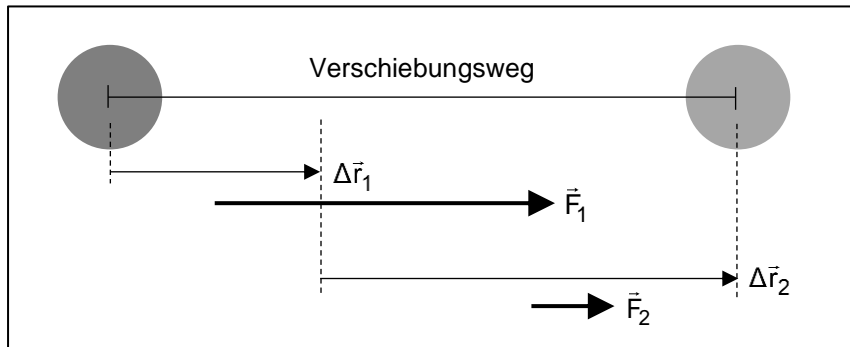 Verschiebungsweg
Δr⃗₁
F⃗₁
Δr⃗₂
F⃗₂